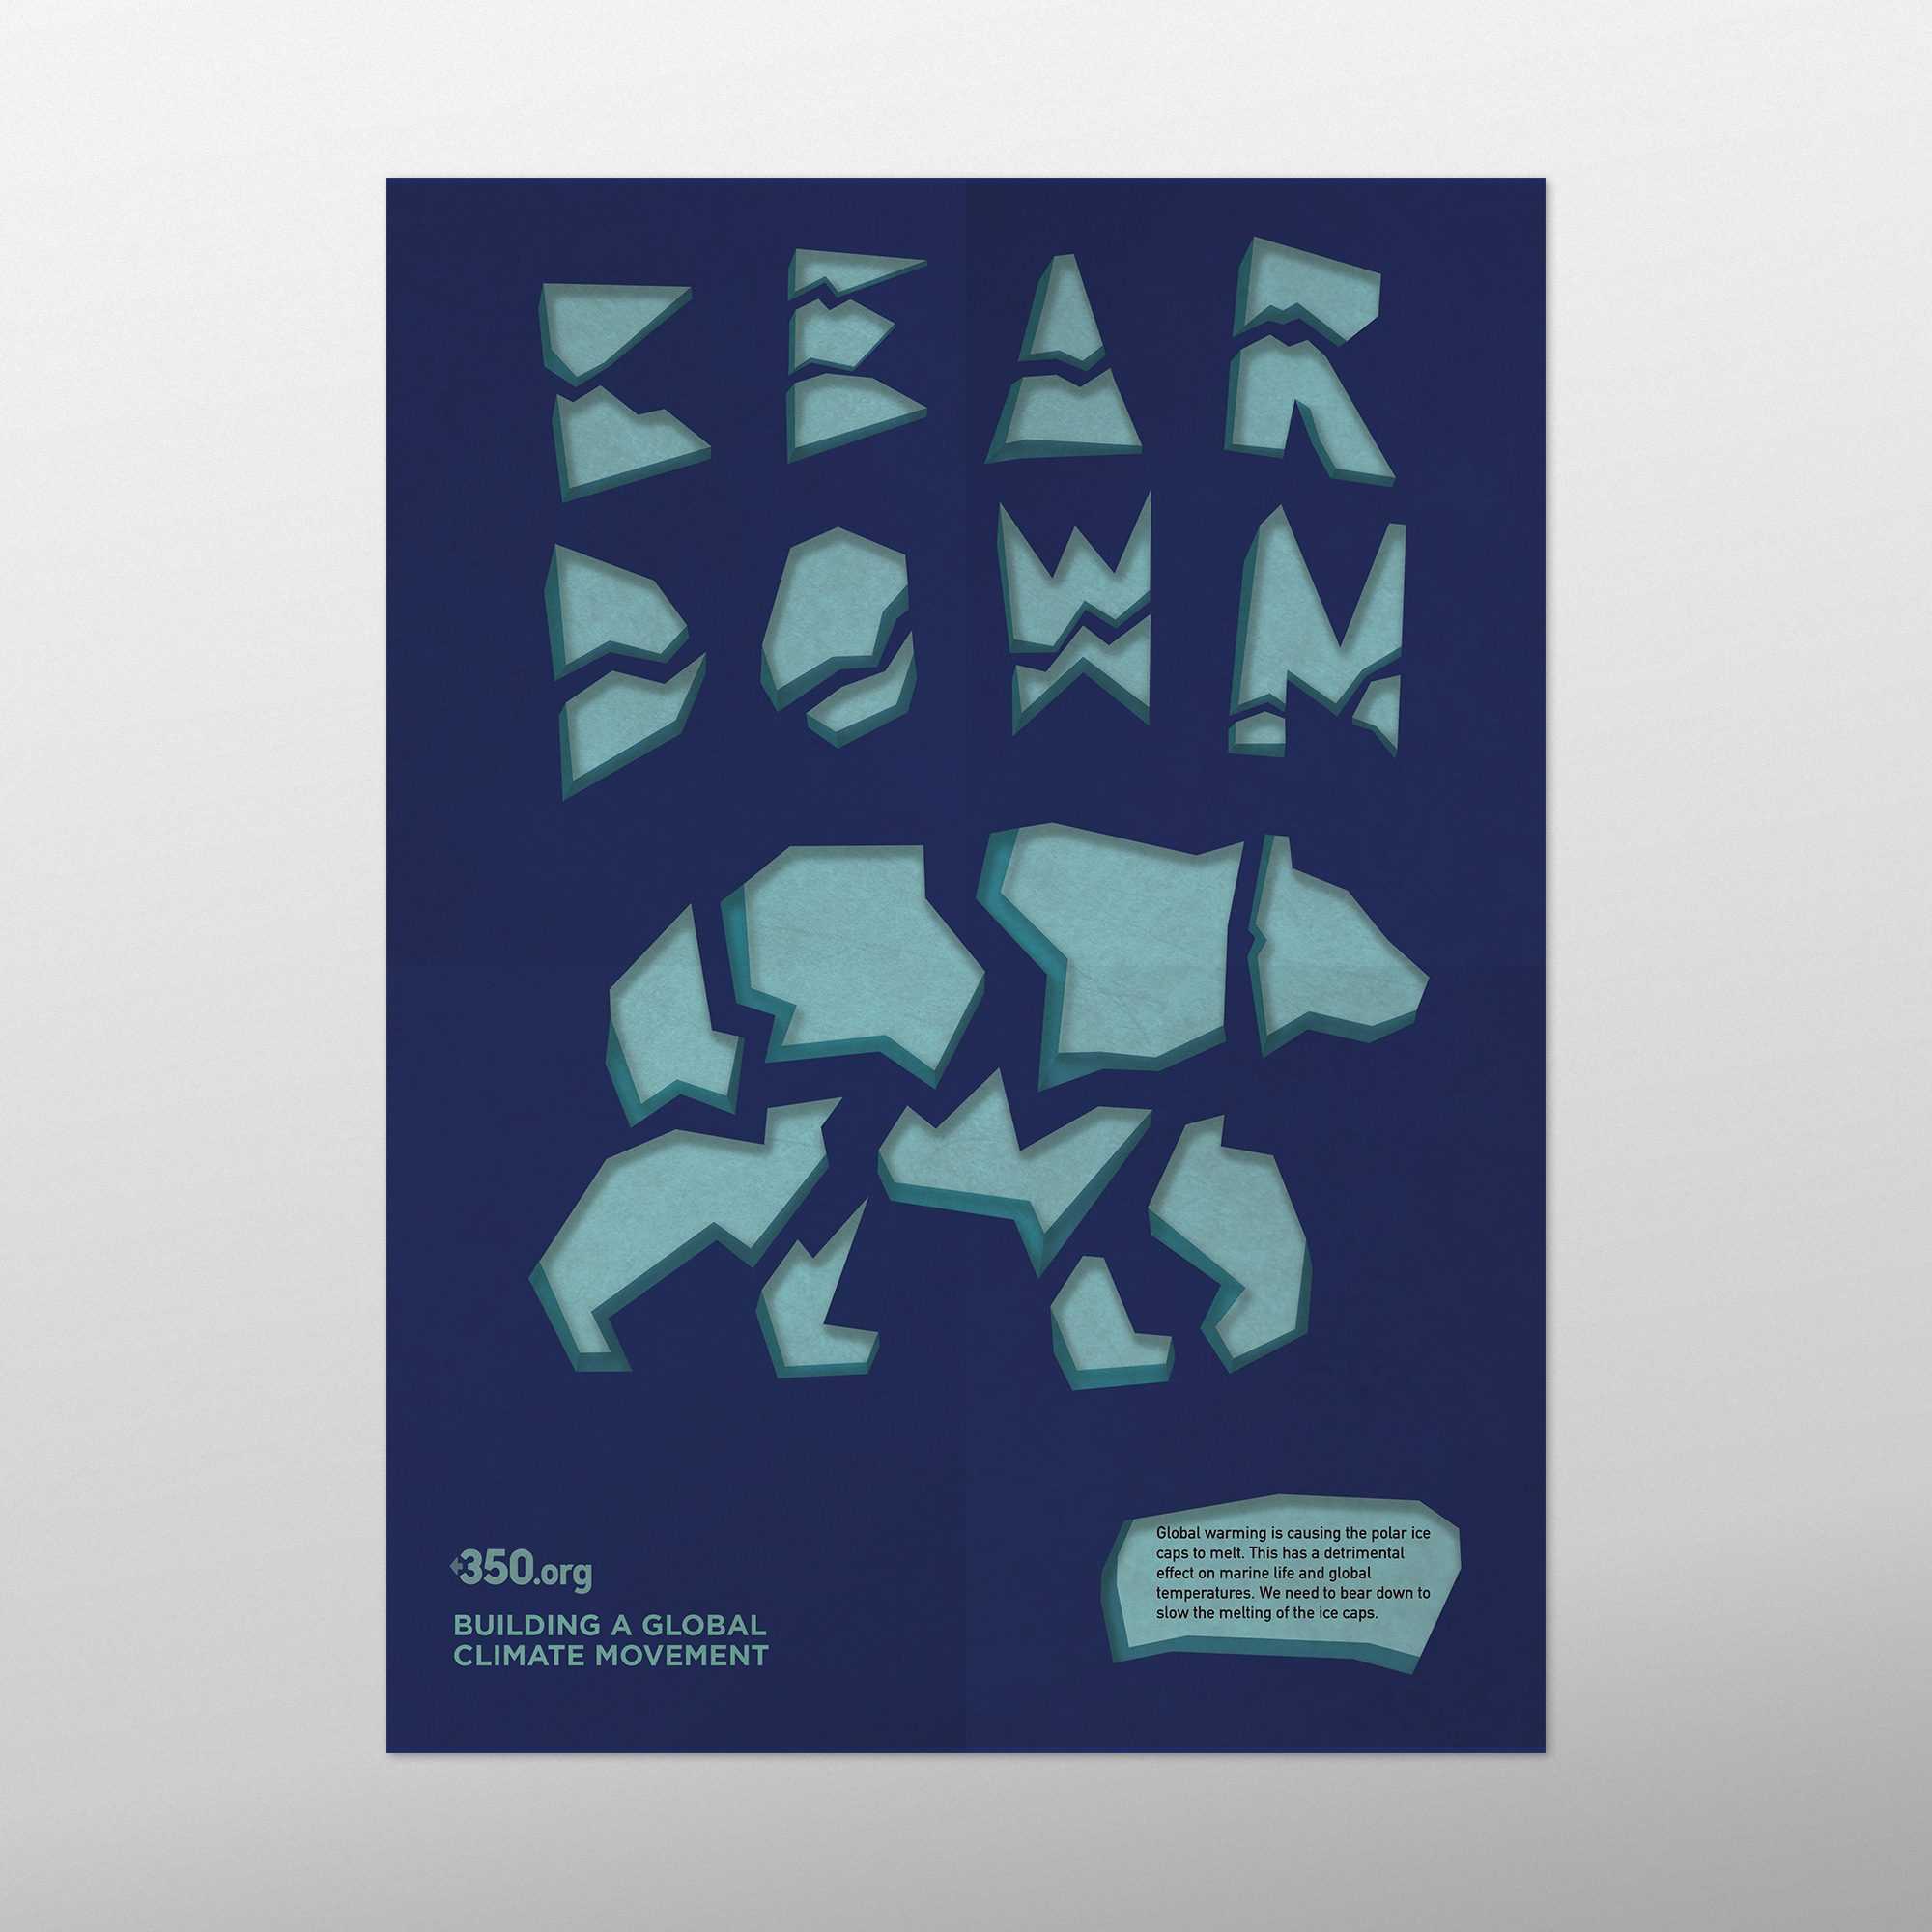 BEAR
DOWN
350.org
BUILDING A GLOBAL
CLIMATE MOVEMENT
Global warming is causing the polar ice
caps to melt. This has a detrimental
effect on marine life and global
temperatures. We need to bear down to
slow the melting of the ice caps.